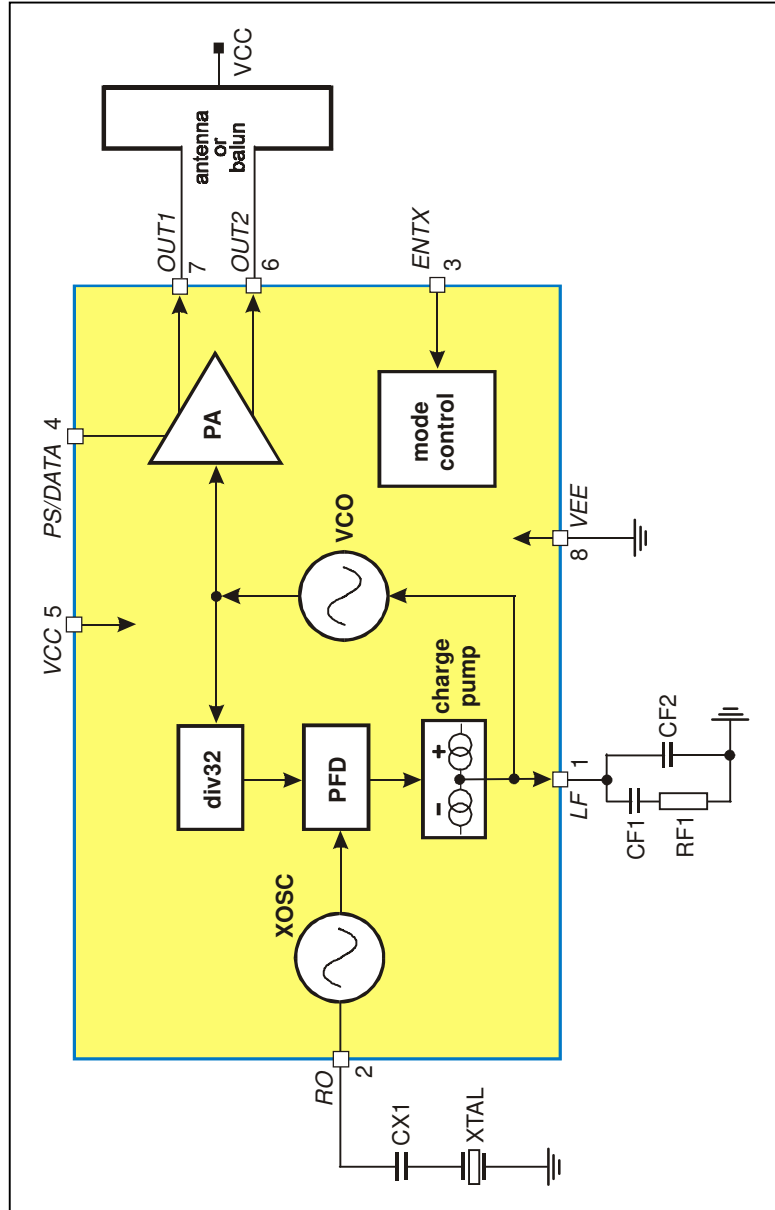 VCC 5
PS/DATA 4
OUT1
7
OUT2
6
antenna
or
balun
VCC
div32
PA
XOSC
PFD
VCO
RO
2
charge
pump
mode
control
ENTX
3
CX1
XTAL
LF
1
8
VEE
CF1
CF2
RF1